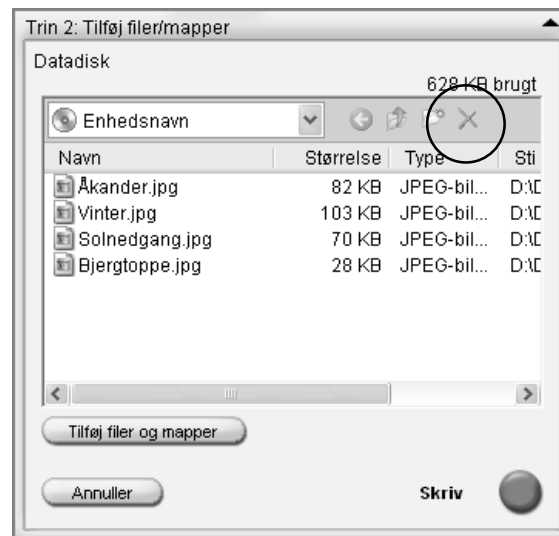 Trin 2: Tilføj filer/mapper
Datadisk
628 KB brugt
Enhedsnavn
Navn Størrelse Type Sti
Åkander.jpg 82 KB JPEG-bil... D:\D
Vinter.jpg 103 KB JPEG-bil... D:\D
Solnedgang.jpg 70 KB JPEG-bil... D:\D
Bjergtoppe.jpg 28 KB JPEG-bil... D:\D
Tilføj filer og mapper
Annuller Skriv